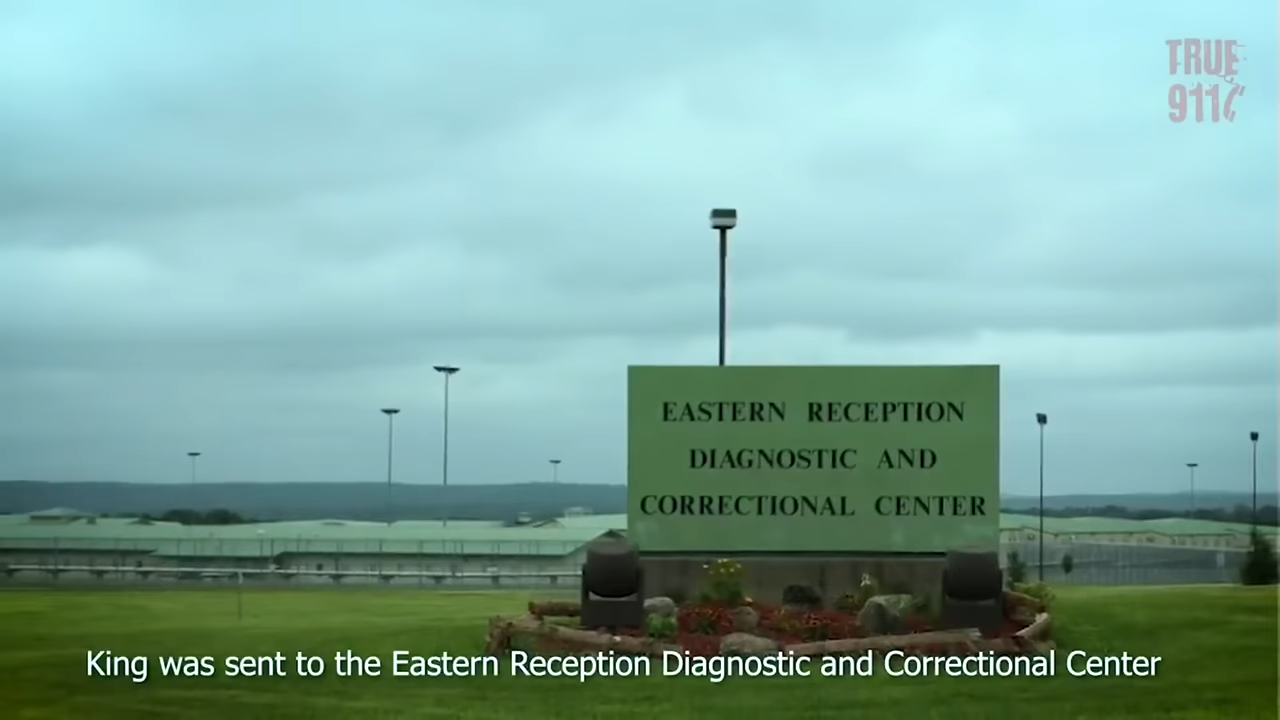 TRUE
911
EASTERN RECEPTION
DIAGNOSTIC AND
CORRECTIONAL CENTER
King was sent to the Eastern Reception Diagnostic and Correctional Center